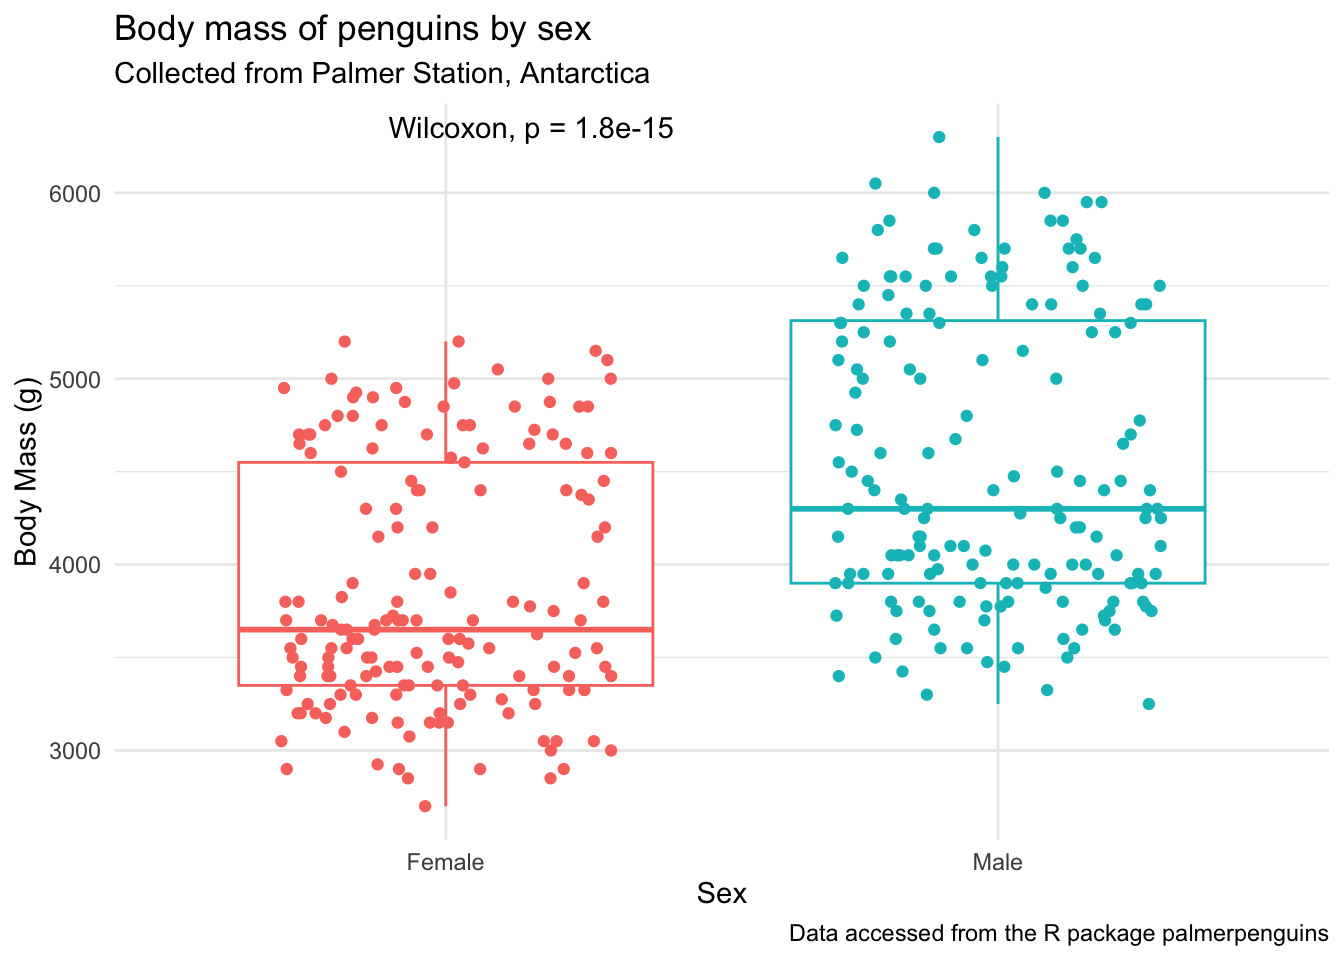 Body mass of penguins by sex
Collected from Palmer Station, Antarctica
Wilcoxon, p = 1.8e-15
6000
5000
4000
3000
Body Mass (g)
Female
Male
Sex
Data accessed from the R package palmerpenguins